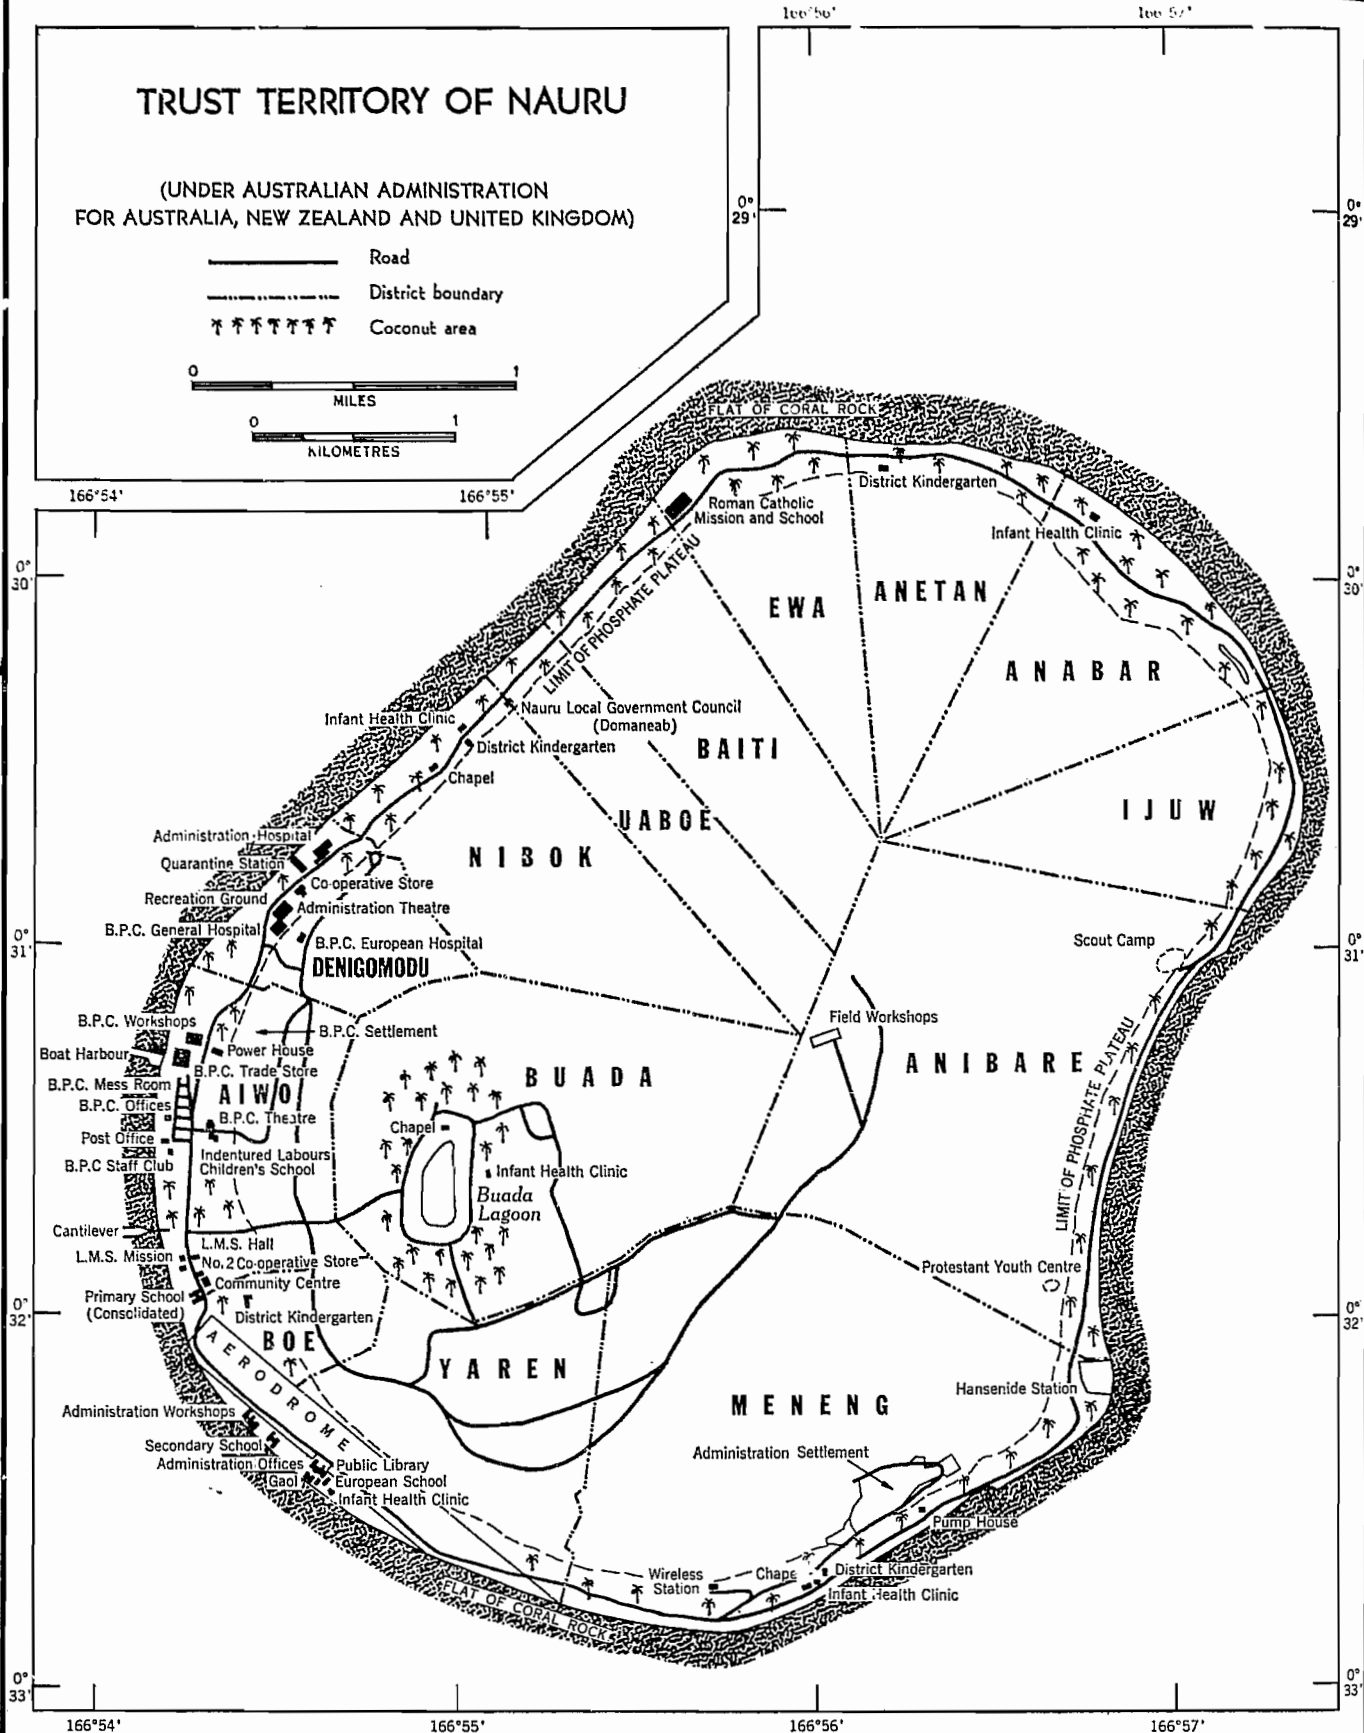 166°56'
166°57'
TRUST TERRITORY OF NAURU
(UNDER AUSTRALIAN ADMINISTRATION
FOR AUSTRALIA, NEW ZEALAND AND UNITED KINGDOM)
Road
District boundary
Coconut area
0 1
MILES
0 1
KILOMETRES
0°
29'
0°
29'
166°54'
166°55'
FLAT OF CORAL ROCK
District Kindergarten
Roman Catholic
Mission and School
Infant Health Clinic
0°
30'
0°
30'
LIMIT OF PHOSPHATE PLATEAU
EWA
ANETAN
ANABAR
Nauru Local Government Council
(Domaneab)
Infant Health Clinic
District Kindergarten
BAITI
Chapel
IJUW
UABOE
NIBOK
Administration Hospital
Quarantine Station
Co-operative Store
Recreation Ground
Administration Theatre
B.P.C. General Hospital
B.P.C. European Hospital
0°
31'
0°
31'
Scout Camp
DENIGOMODU
B.P.C. Workshops
B.P.C. Settlement
Field Workshops
Boat Harbour
Power House
B.P.C. Trade Store
ANIBARE
BUADA
B.P.C. Mess Room
AIWO
B.P.C. Offices
B.P.C. Theatre
Chapel
Post Office
Indentured Labours
Children's School
B.P.C Staff Club
Infant Health Clinic
Buada
Lagoon
LIMIT OF PHOSPHATE PLATEAU
Cantilever
L.M.S. Hall
L.M.S. Mission
No. 2 Co-operative Store
Community Centre
Protestant Youth Centre
Primary School
(Consolidated)
District Kindergarten
0°
32'
0°
32'
BOE
AERODROME
YAREN
MENENG
Hansenide Station
Administration Workshops
Secondary School
Administration Offices
Public Library
Gaol
European School
Infant Health Clinic
Administration Settlement
Pump House
Wireless
Station
Chape
District Kindergarten
Infant Health Clinic
FLAT OF CORAL ROCK
0°
33'
0°
33'
166°54'
166°55'
166°56'
166°57'